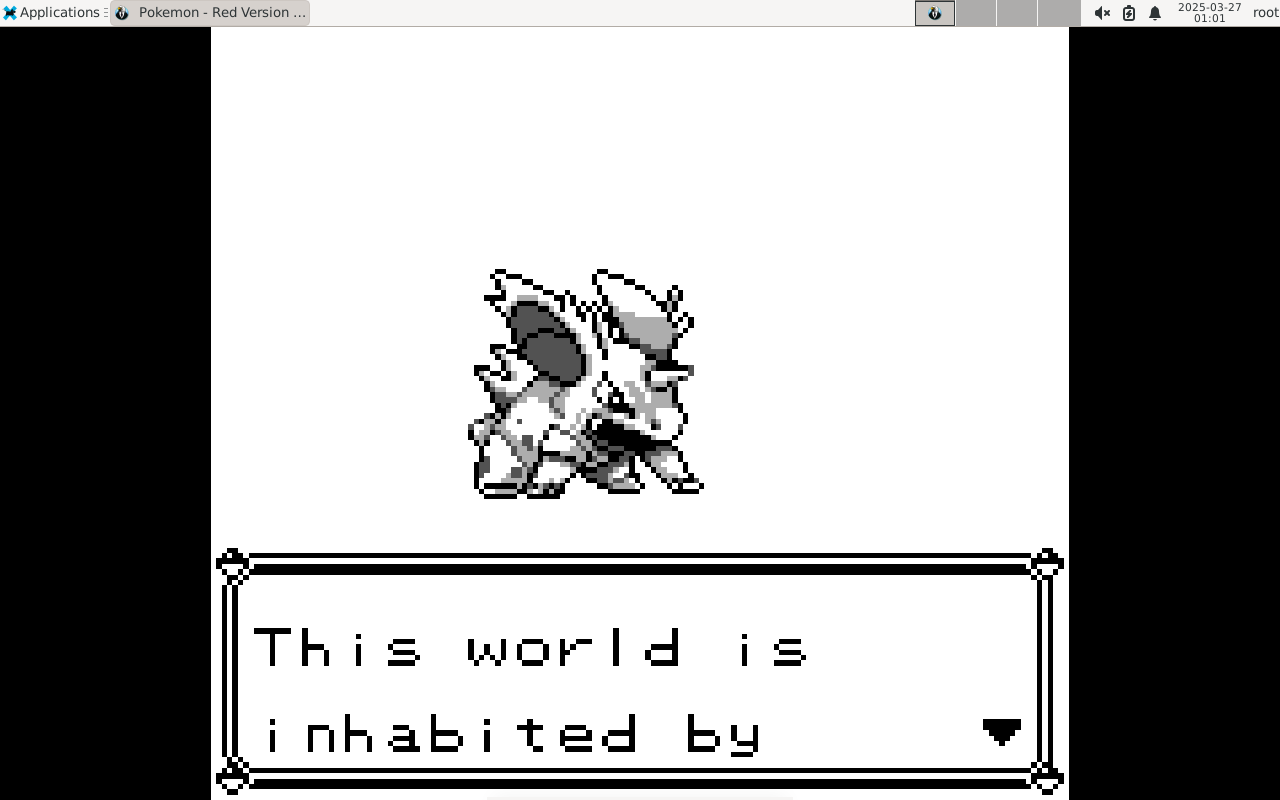 Applications
Pokemon - Red Version ...
2025-03-27
01:01
root
This world is
inhabited by